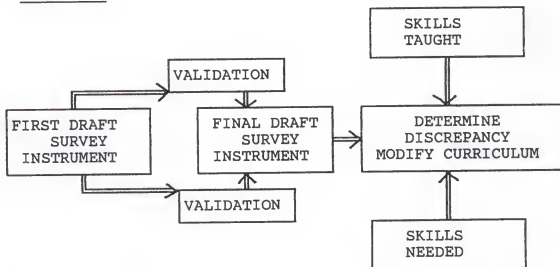 SKILLS
TAUGHT
VALIDATION
FIRST DRAFT
SURVEY
INSTRUMENT
FINAL DRAFT
SURVEY
INSTRUMENT
DETERMINE
DISCREPANCY
MODIFY CURRICULUM
VALIDATION
SKILLS
NEEDED